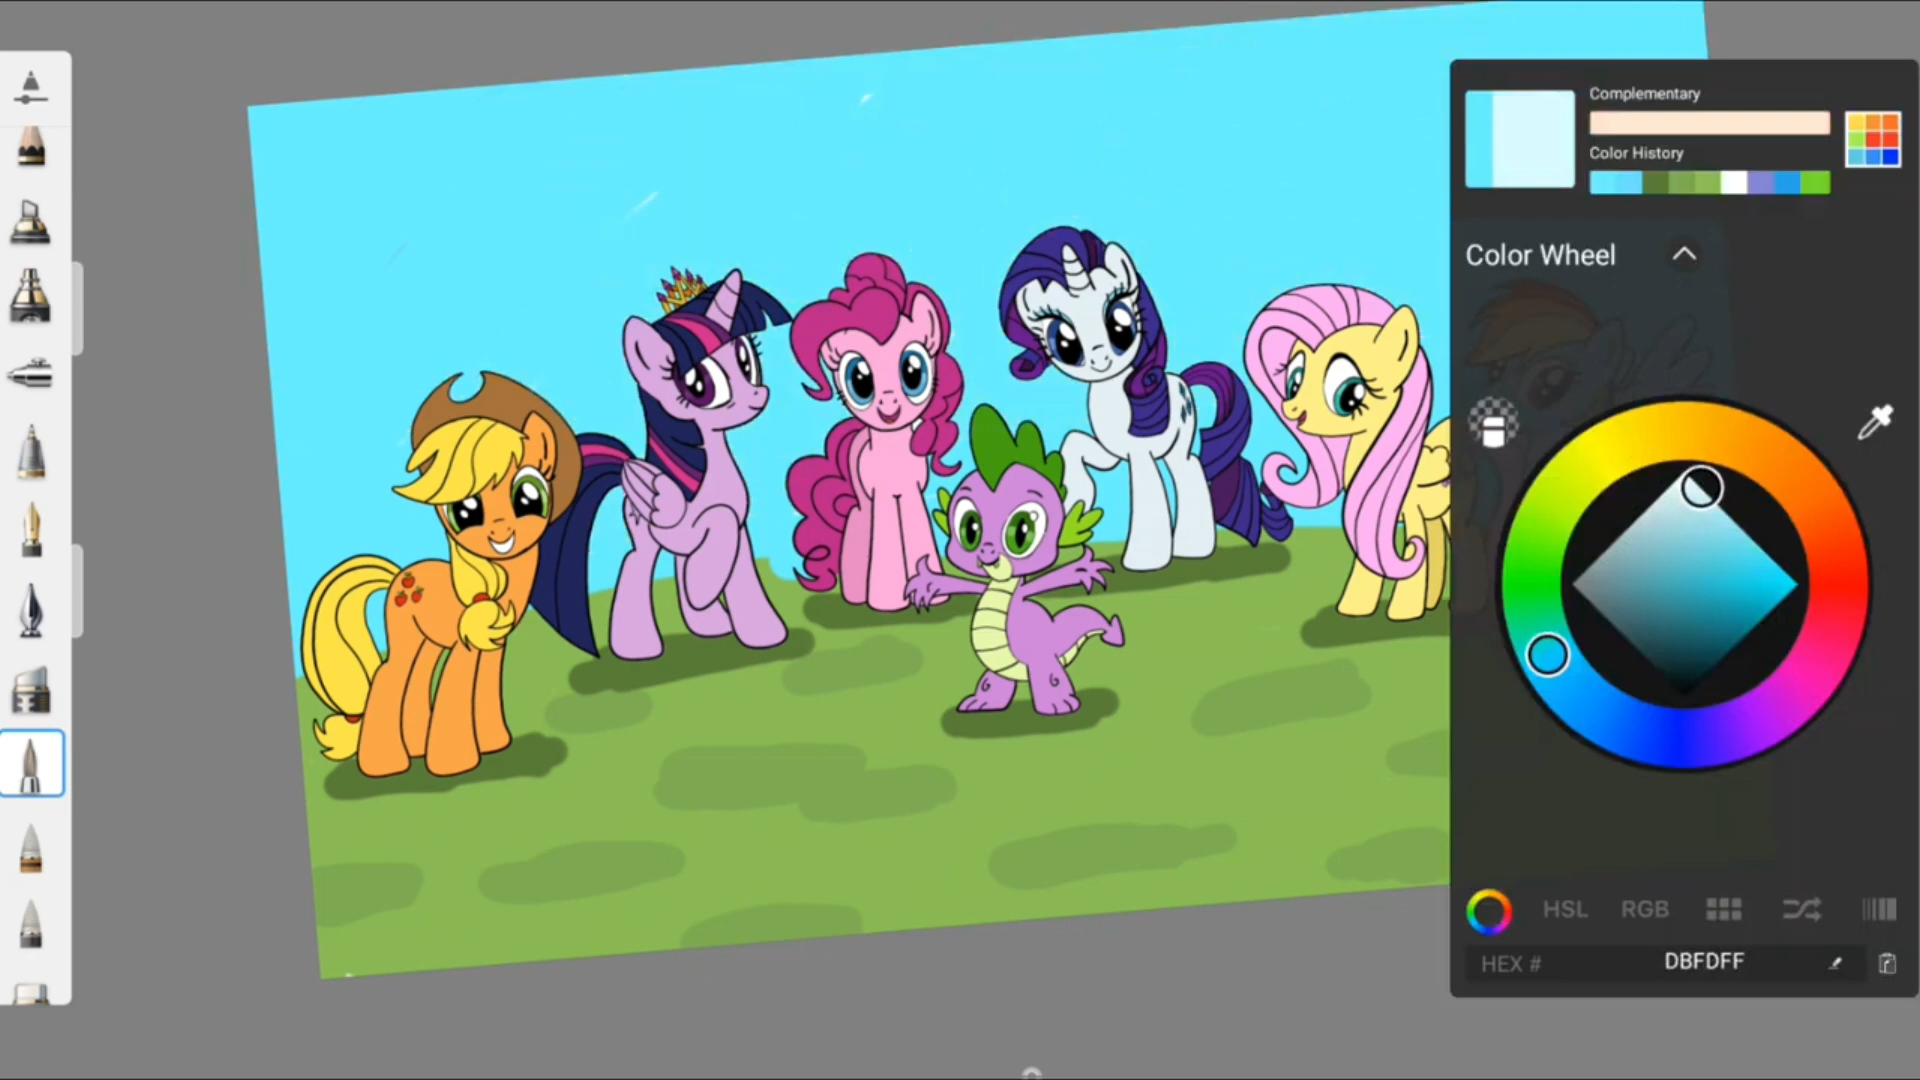 Complementary
Color History
Color Wheel
HSL RGB
HEX # DBFDFF